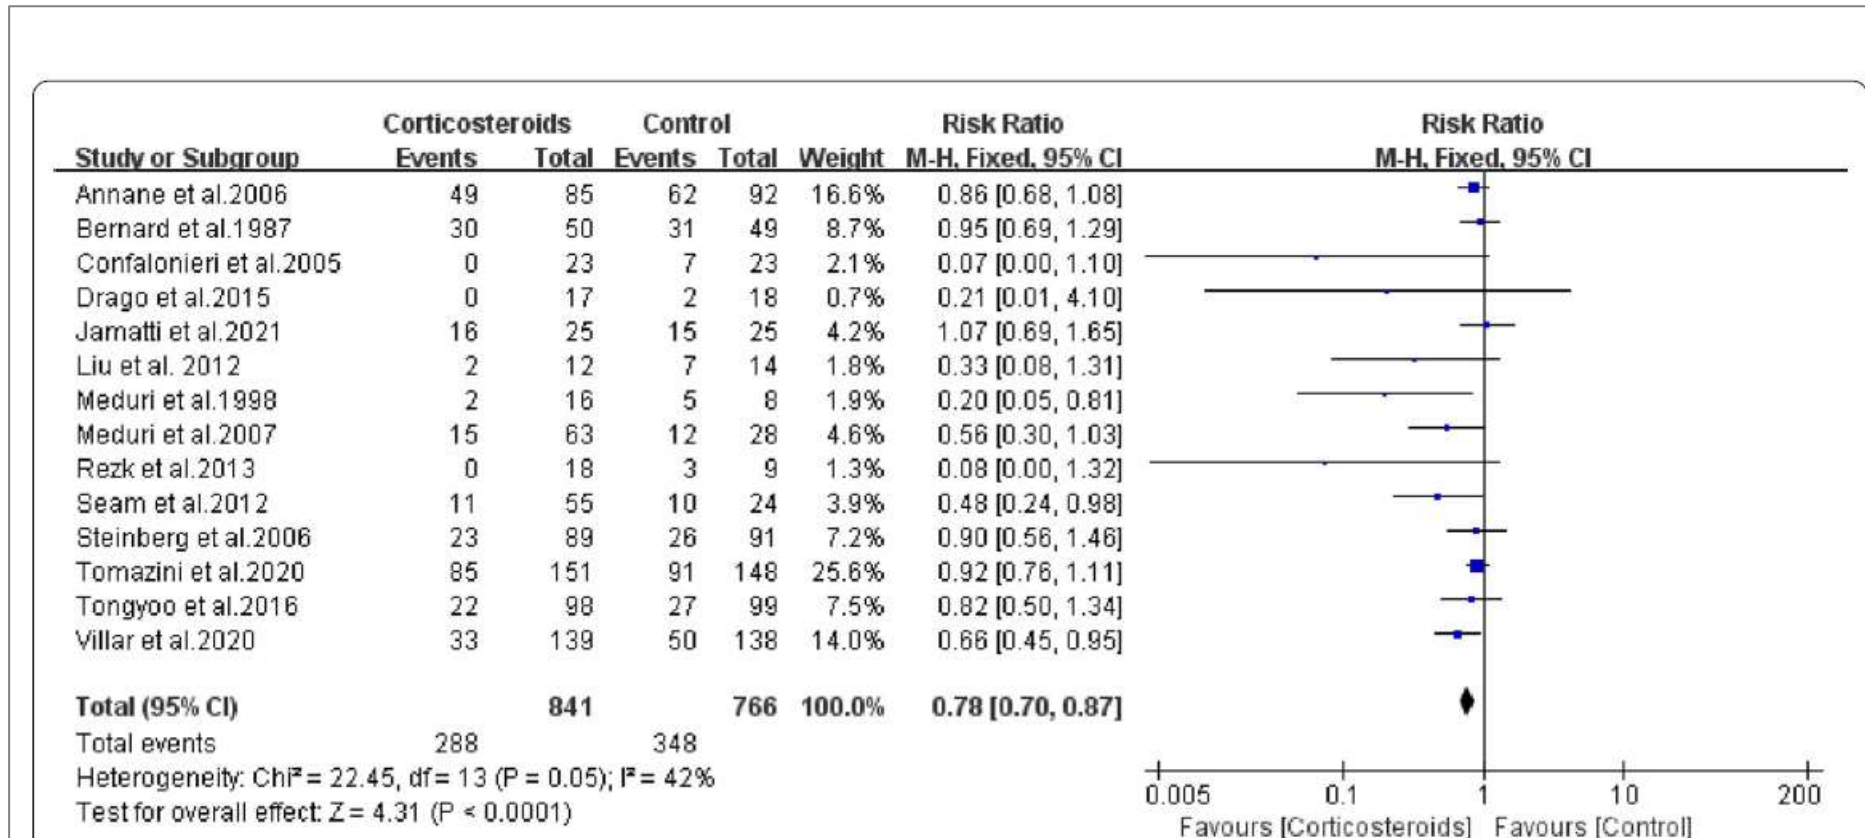 Corticosteroids Control Risk Ratio Risk Ratio
Study or Subgroup Events Total Events Total Weight M-H, Fixed, 95% CI M-H, Fixed, 95% CI
Annane et al.2006 49 85 62 92 16.6% 0.86 [0.68, 1.08]
Bernard et al.1987 30 50 31 49 8.7% 0.95 [0.69, 1.29]
Confalonieri et al.2005 0 23 7 23 2.1% 0.07 [0.00, 1.10]
Drago et al.2015 0 17 2 18 0.7% 0.21 [0.01, 4.10]
Jamatti et al.2021 16 25 15 25 4.2% 1.07 [0.69, 1.65]
Liu et al. 2012 2 12 7 14 1.8% 0.33 [0.08, 1.31]
Meduri et al.1998 2 16 5 8 1.9% 0.20 [0.05, 0.81]
Meduri et al.2007 15 63 12 28 4.6% 0.56 [0.30, 1.03]
Rezk et al.2013 0 18 3 9 1.3% 0.08 [0.00, 1.32]
Seam et al.2012 11 55 10 24 3.9% 0.48 [0.24, 0.98]
Steinberg et al.2006 23 89 26 91 7.2% 0.90 [0.56, 1.46]
Tomazini et al.2020 85 151 91 148 25.6% 0.92 [0.76, 1.11]
Tongyoo et al.2016 22 98 27 99 7.5% 0.82 [0.50, 1.34]
Villar et al.2020 33 139 50 138 14.0% 0.66 [0.45, 0.95]
Total (95% CI) 841 766 100.0% 0.78 [0.70, 0.87]
Total events 288 348
Heterogeneity: Chi² = 22.45, df = 13 (P = 0.05); I² = 42%
Test for overall effect: Z = 4.31 (P < 0.0001)
0.005 0.1 1 10 200
Favours [Corticosteroids] Favours [Control]